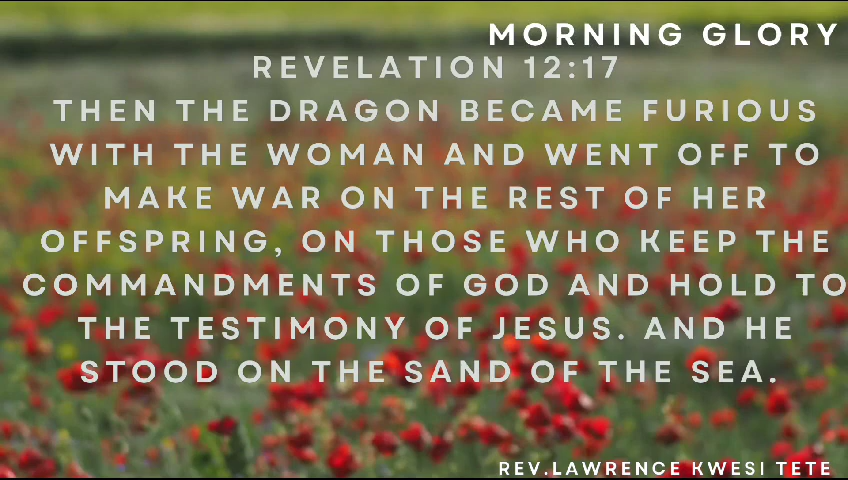 MORNING GLORY
REVELATION 12:17
THEN THE DRAGON BECAME FURIOUS
WITH THE WOMAN AND WENT OFF TO
MAKE WAR ON THE REST OF HER
OFFSPRING, ON THOSE WHO KEEP THE
COMMANDMENTS OF GOD AND HOLD TO
THE TESTIMONY OF JESUS. AND HE
STOOD ON THE SAND OF THE SEA.
REV.LAWRENCE KWESI TETE